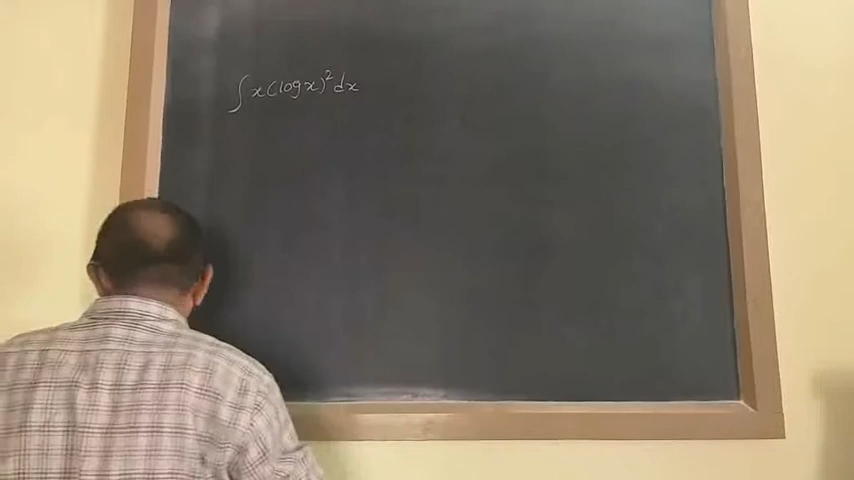 ∫ x (log x)² dx